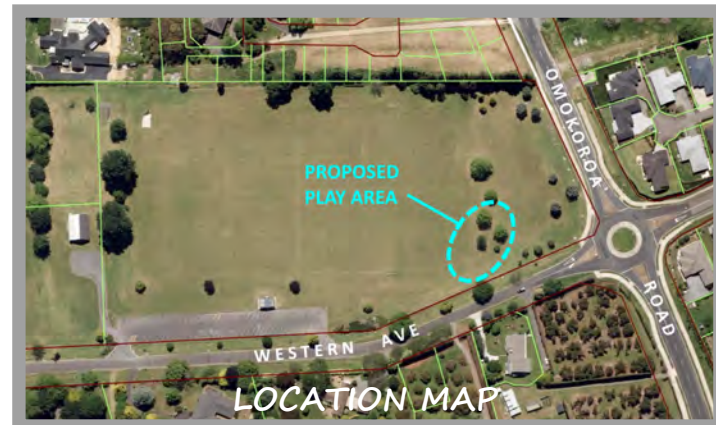 OMOKOROA
PROPOSED
PLAY AREA
ROAD
WESTERN AVE
LOCATION MAP